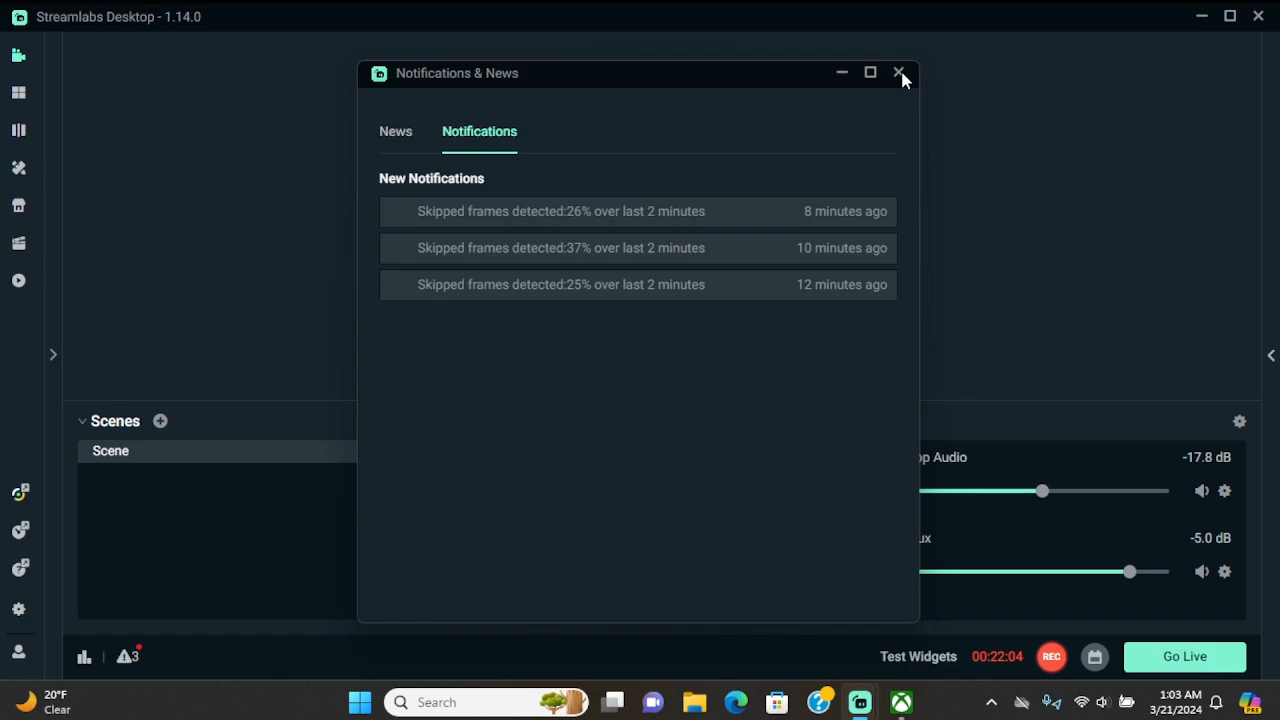 Streamlabs Desktop - 1.14.0
Notifications & News
News Notifications
New Notifications
Skipped frames detected:26% over last 2 minutes 8 minutes ago
Skipped frames detected:37% over last 2 minutes 10 minutes ago
Skipped frames detected:25% over last 2 minutes 12 minutes ago
Scenes
Scene
op Audio -17.8 dB
ux -5.0 dB
3
Test Widgets 00:22:04 REC Go Live
20°F
Clear
Search
1:03 AM
3/21/2024
PRE